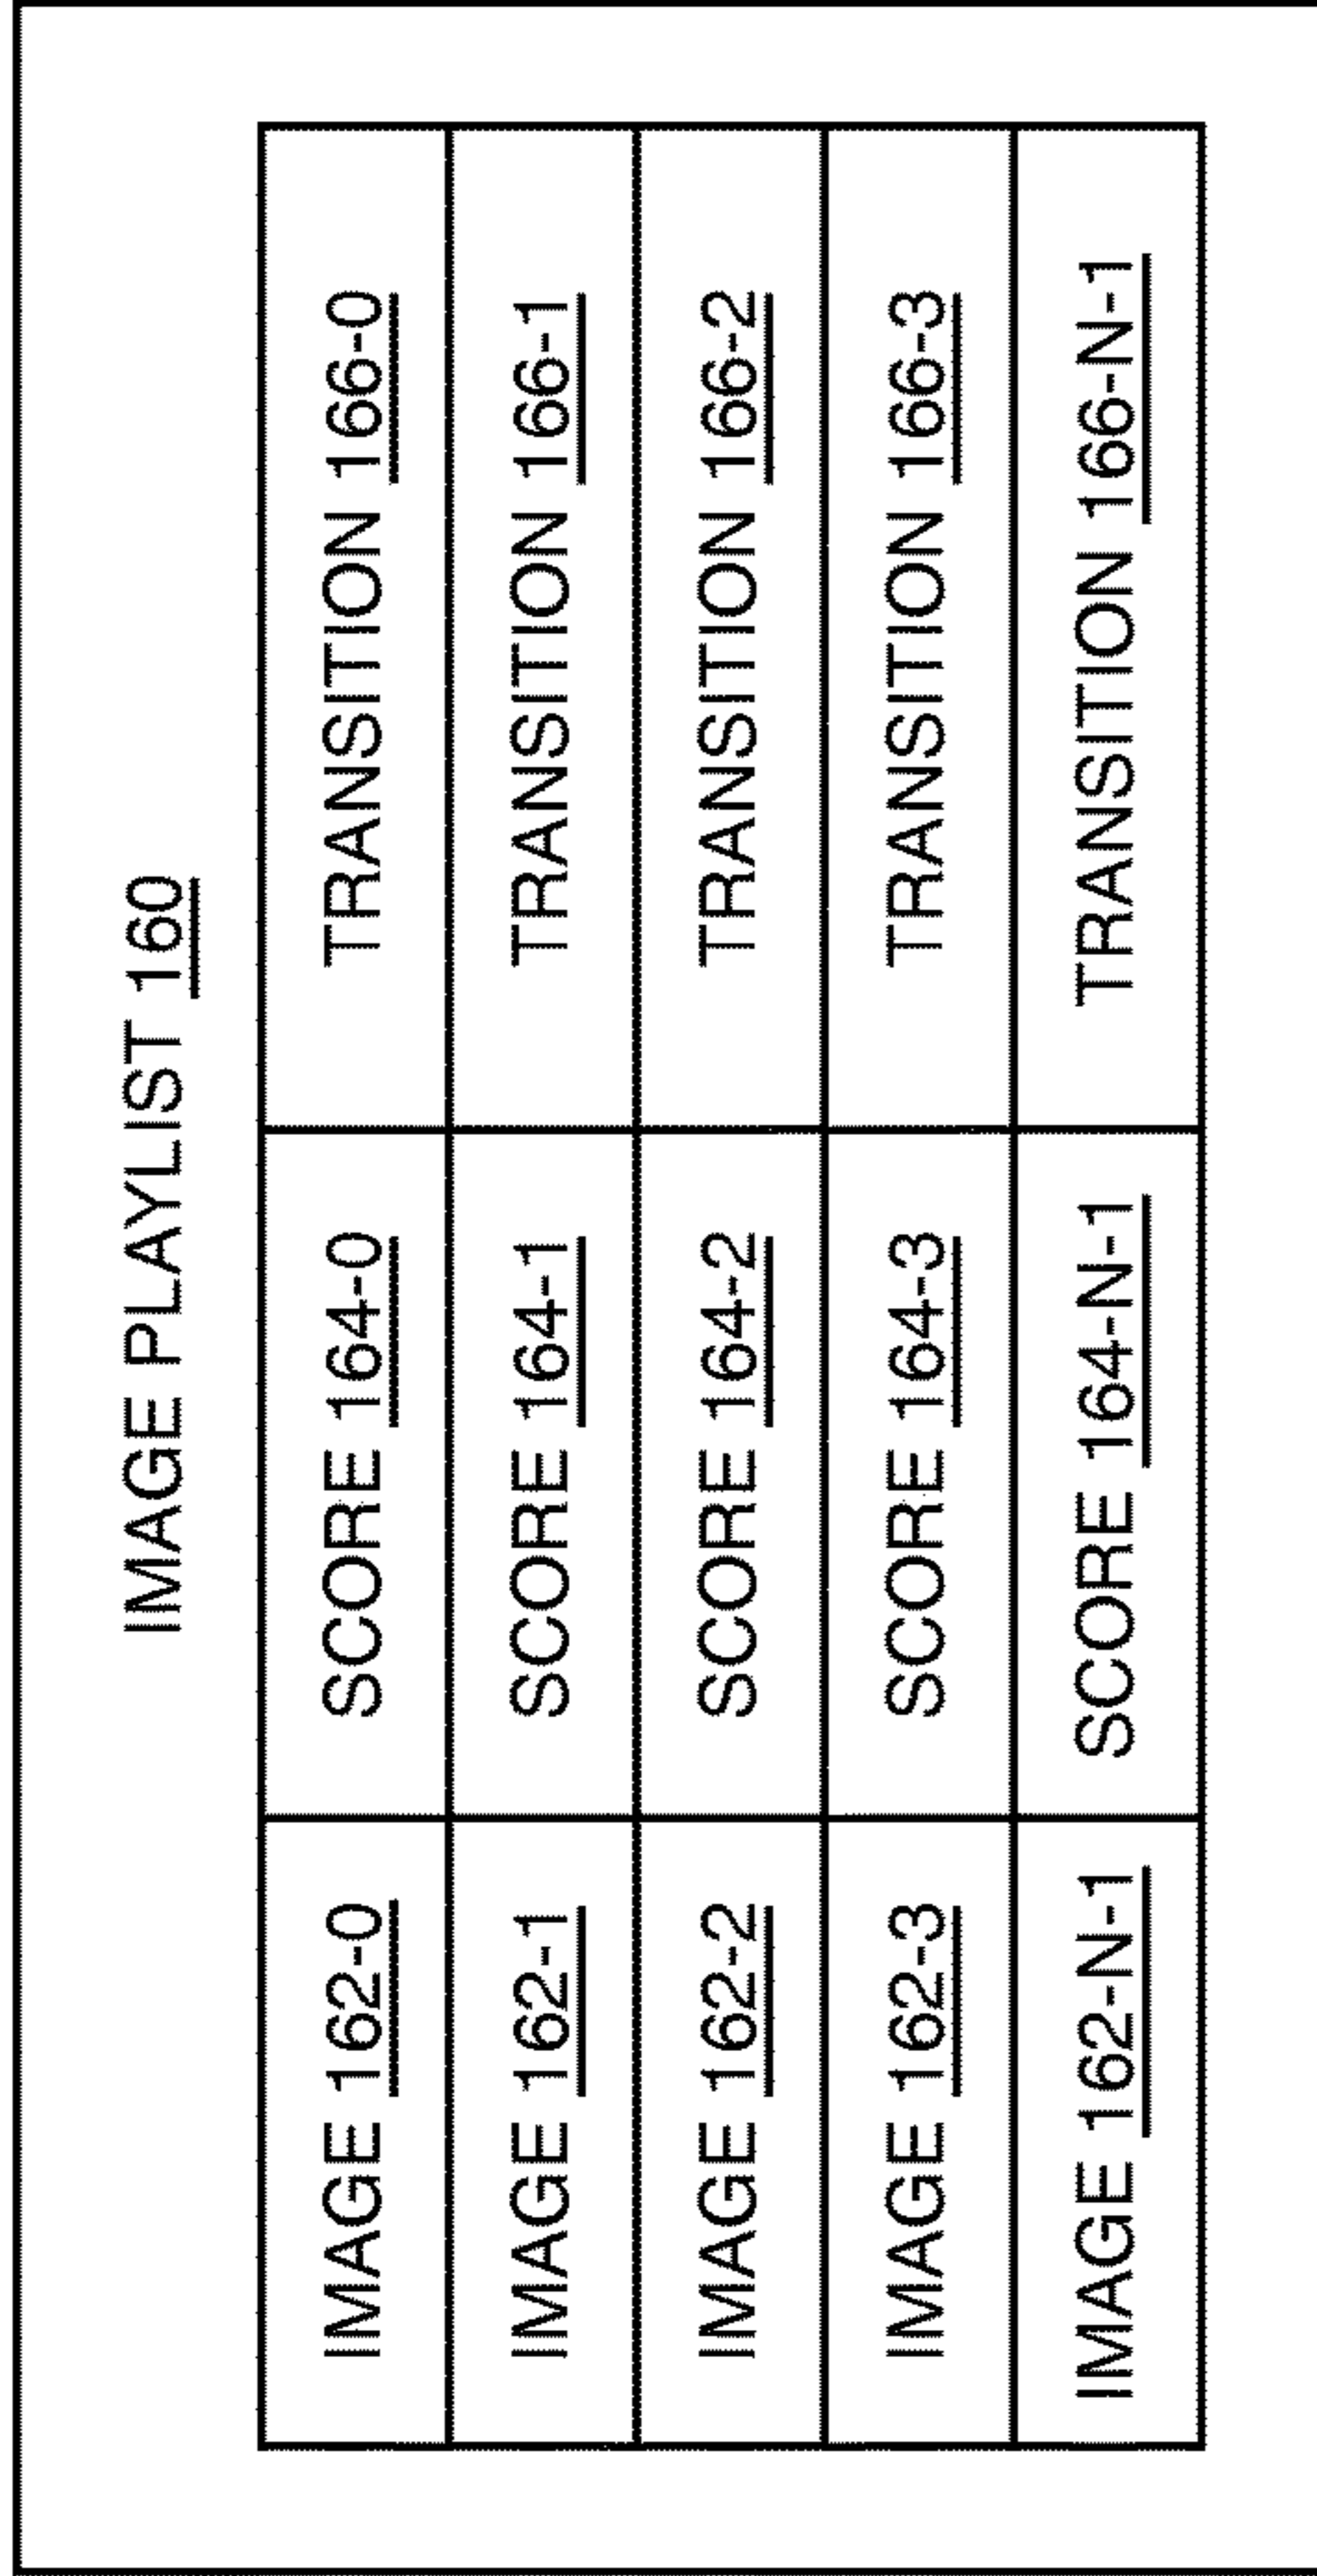 IMAGE PLAYLIST 160
IMAGE 162-0 SCORE 164-0 TRANSITION 166-0
IMAGE 162-1 SCORE 164-1 TRANSITION 166-1
IMAGE 162-2 SCORE 164-2 TRANSITION 166-2
IMAGE 162-3 SCORE 164-3 TRANSITION 166-3
IMAGE 162-N-1 SCORE 164-N-1 TRANSITION 166-N-1